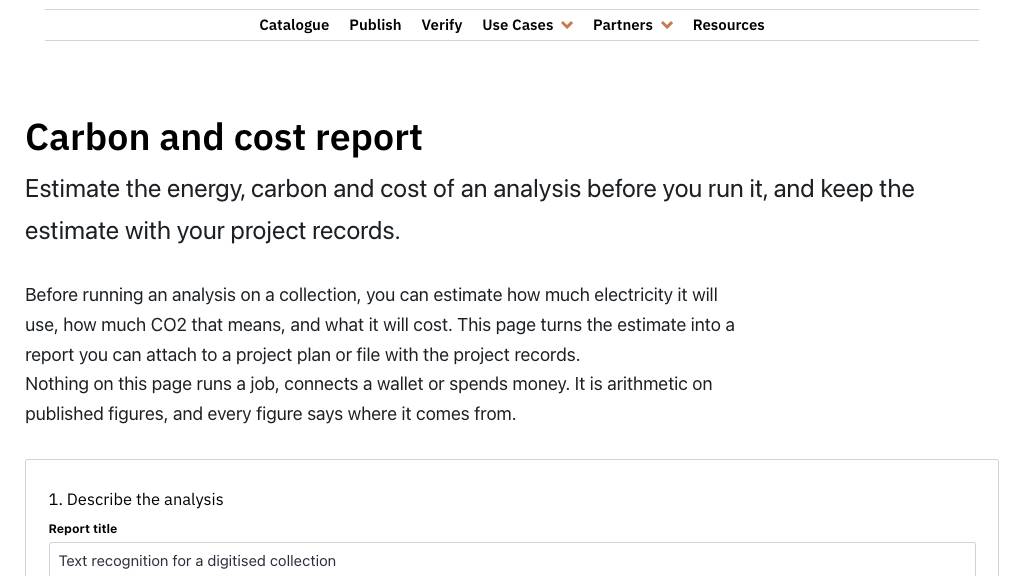 Catalogue Publish Verify Use Cases Partners Resources
Carbon and cost report
Estimate the energy, carbon and cost of an analysis before you run it, and keep the
estimate with your project records.
Before running an analysis on a collection, you can estimate how much electricity it will
use, how much CO2 that means, and what it will cost. This page turns the estimate into a
report you can attach to a project plan or file with the project records.
Nothing on this page runs a job, connects a wallet or spends money. It is arithmetic on
published figures, and every figure says where it comes from.
1. Describe the analysis
Report title
Text recognition for a digitised collection